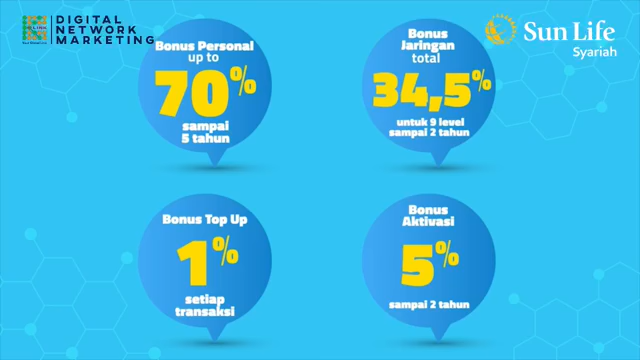 DIGITAL
NETWORK
MARKETING
Sun Life
Syariah
Bonus Personal
up to
70%
sampai
5 tahun
Bonus
Jaringan
total
34,5%
untuk 9 level
sampai 2 tahun
Bonus Top Up
1%
setiap
transaksi
Bonus
Aktivasi
5%
sampai 2 tahun